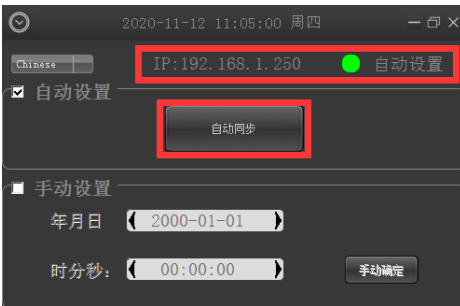 2020-11-12 11:05:00 周四
Chinese
IP:192.168.1.250 自动设置
自动设置
自动同步
手动设置
年月日 2000-01-01
时分秒: 00:00:00
手动确定